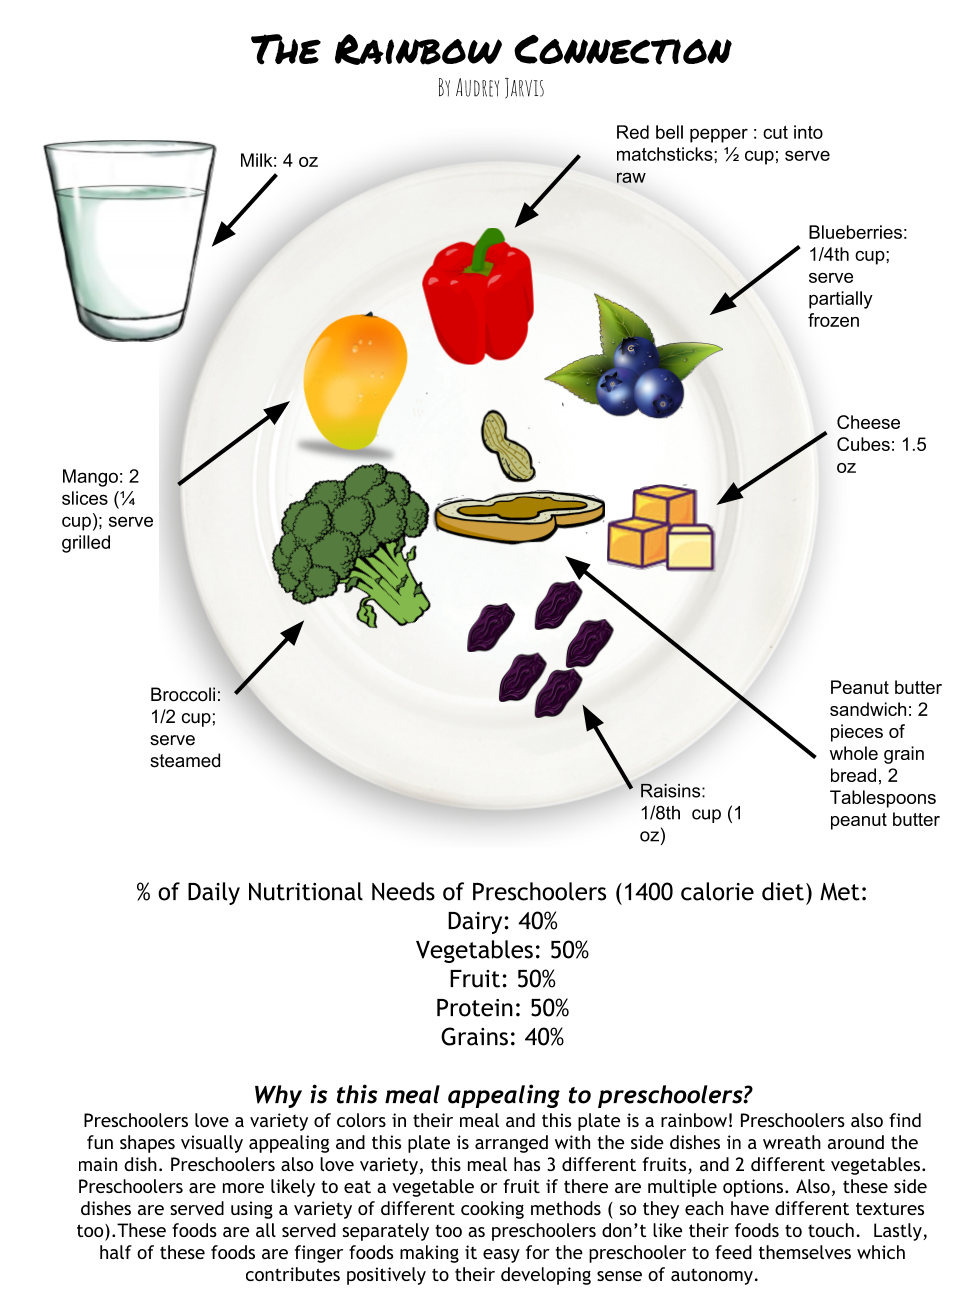 The Rainbow Connection
By Audrey Jarvis
Milk: 4 oz
Red bell pepper : cut into
matchsticks; ½ cup; serve
raw
Blueberries:
1/4th cup;
serve
partially
frozen
Cheese
Cubes: 1.5
oz
Mango: 2
slices (¼
cup); serve
grilled
Broccoli:
1/2 cup;
serve
steamed
Peanut butter
sandwich: 2
pieces of
whole grain
bread, 2
Tablespoons
peanut butter
Raisins:
1/8th cup (1
oz)
% of Daily Nutritional Needs of Preschoolers (1400 calorie diet) Met:
Dairy: 40%
Vegetables: 50%
Fruit: 50%
Protein: 50%
Grains: 40%
Why is this meal appealing to preschoolers?
Preschoolers love a variety of colors in their meal and this plate is a rainbow! Preschoolers also find
fun shapes visually appealing and this plate is arranged with the side dishes in a wreath around the
main dish. Preschoolers also love variety, this meal has 3 different fruits, and 2 different vegetables.
Preschoolers are more likely to eat a vegetable or fruit if there are multiple options. Also, these side
dishes are served using a variety of different cooking methods ( so they each have different textures
too).These foods are all served separately too as preschoolers don't like their foods to touch. Lastly,
half of these foods are finger foods making it easy for the preschooler to feed themselves which
contributes positively to their developing sense of autonomy.